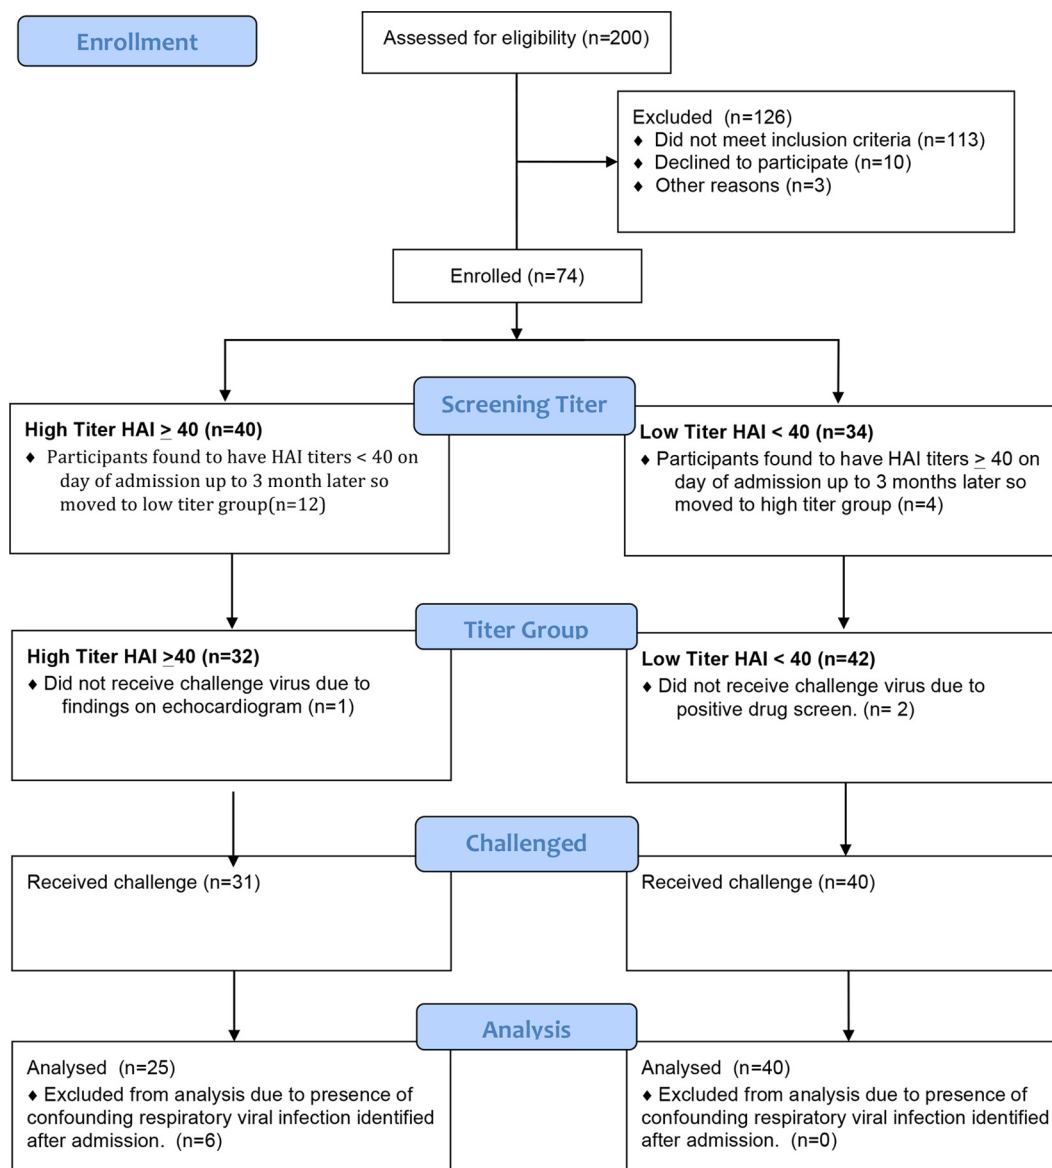 Enrollment
Assessed for eligibility (n=200)
Excluded (n=126)
♦ Did not meet inclusion criteria (n=113)
♦ Declined to participate (n=10)
♦ Other reasons (n=3)
Enrolled (n=74)
Screening Titer
High Titer HAI ≥ 40 (n=40)
♦ Participants found to have HAI titers < 40 on
day of admission up to 3 month later so
moved to low titer group(n=12)
Low Titer HAI < 40 (n=34)
♦ Participants found to have HAI titers ≥ 40 on
day of admission up to 3 months later so
moved to high titer group (n=4)
Titer Group
High Titer HAI ≥40 (n=32)
♦ Did not receive challenge virus due to
findings on echocardiogram (n=1)
Low Titer HAI < 40 (n=42)
♦ Did not receive challenge virus due to
positive drug screen. (n= 2)
Challenged
Received challenge (n=31)
Received challenge (n=40)
Analysis
Analysed (n=25)
♦ Excluded from analysis due to presence of
confounding respiratory viral infection identified
after admission. (n=6)
Analysed (n=40)
♦ Excluded from analysis due to presence of
confounding respiratory viral infection identified
after admission. (n=0)